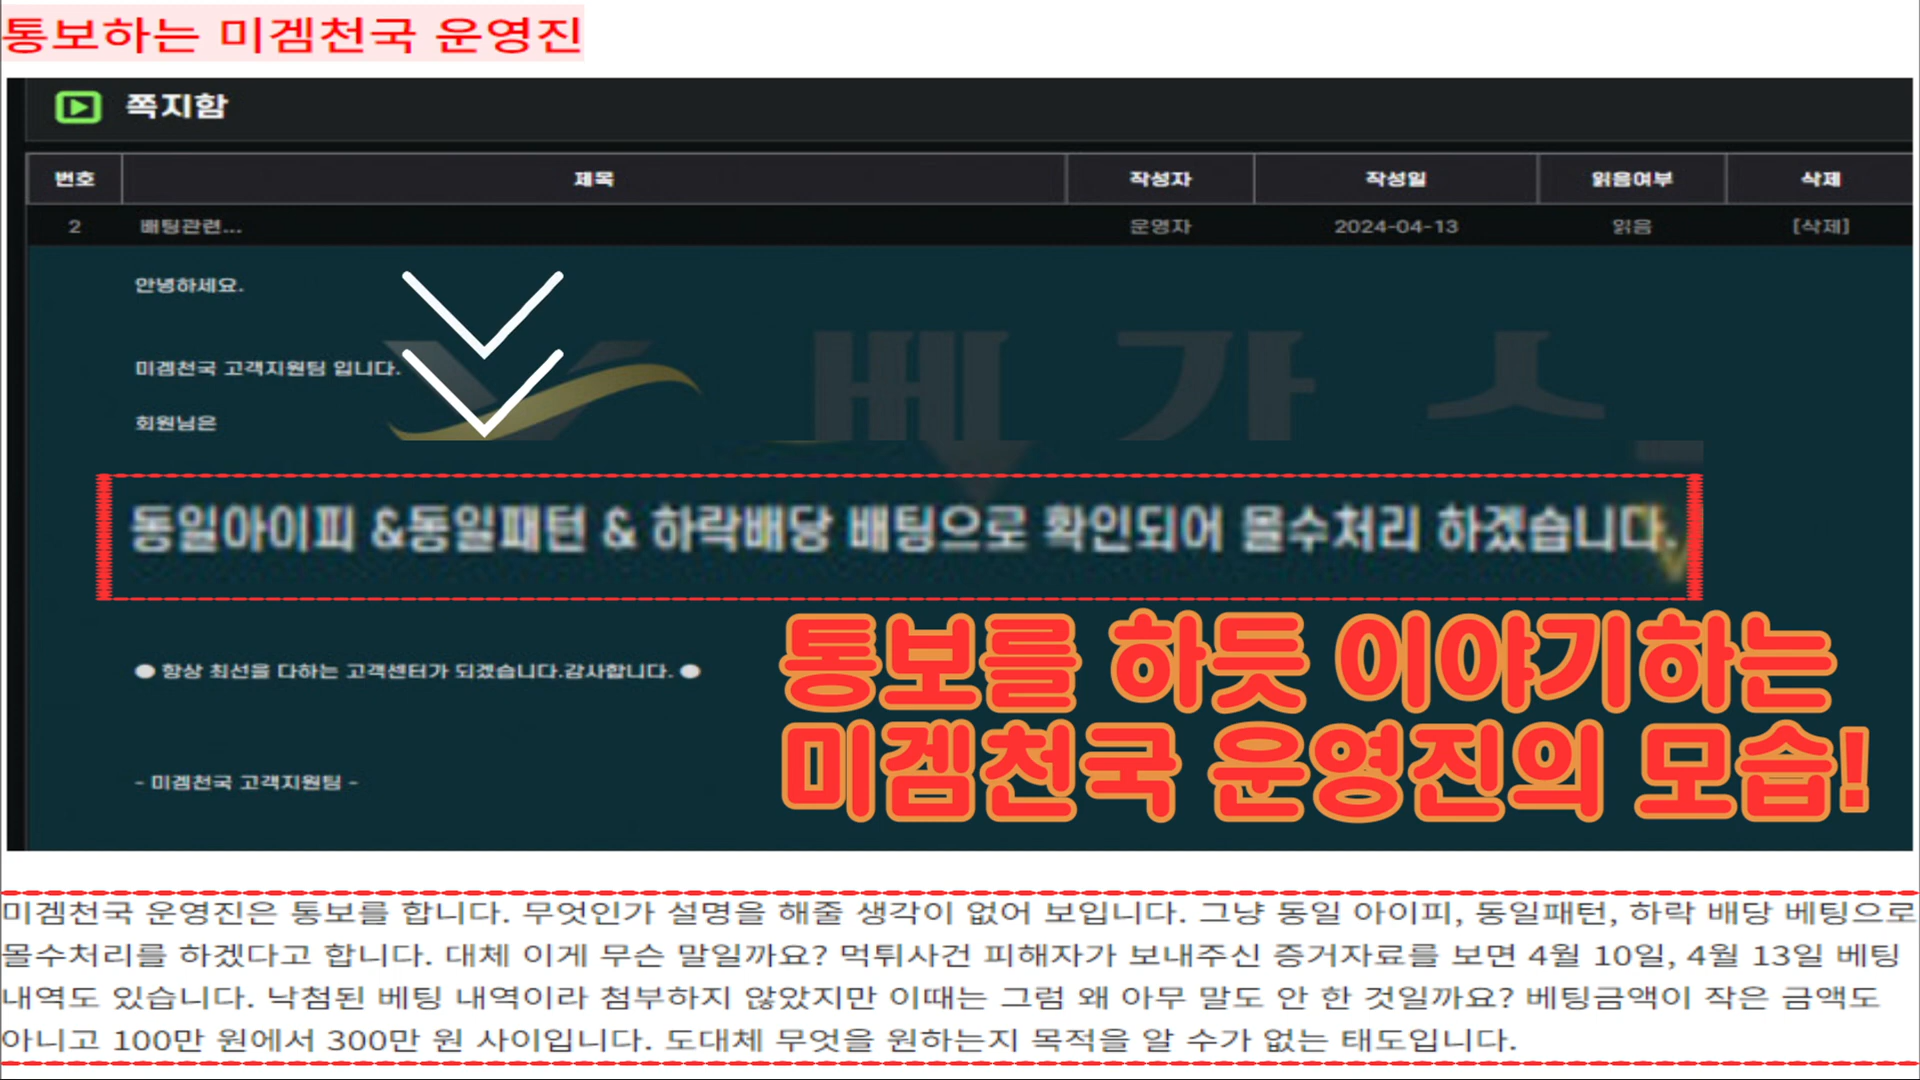 통보하는 미겜천국 운영진
쪽지함
번호 제목 작성자 작성일 읽음여부 삭제
2 배팅관련... 운영자 2024-04-13 읽음 [삭제]
안녕하세요.
미겜천국 고객지원팀 입니다.
회원님은
베가스
동일아이피 &동일패턴 & 하락배당 배팅으로 확인되어 몰수처리 하겠습니다.
● 항상 최선을 다하는 고객센터가 되겠습니다.감사합니다. ●
통보를 하듯 이야기하는
미겜천국 운영진의 모습!
- 미겜천국 고객지원팀 -
미겜천국 운영진은 통보를 합니다. 무엇인가 설명을 해줄 생각이 없어 보입니다. 그냥 동일 아이피, 동일패턴, 하락 배당 베팅으로
몰수처리를 하겠다고 합니다. 대체 이게 무슨 말일까요? 먹튀사건 피해자가 보내주신 증거자료를 보면 4월 10일, 4월 13일 베팅
내역도 있습니다. 낙첨된 베팅 내역이라 첨부하지 않았지만 이때는 그럼 왜 아무 말도 안 한 것일까요? 베팅금액이 작은 금액도
아니고 100만 원에서 300만 원 사이입니다. 도대체 무엇을 원하는지 목적을 알 수가 없는 태도입니다.